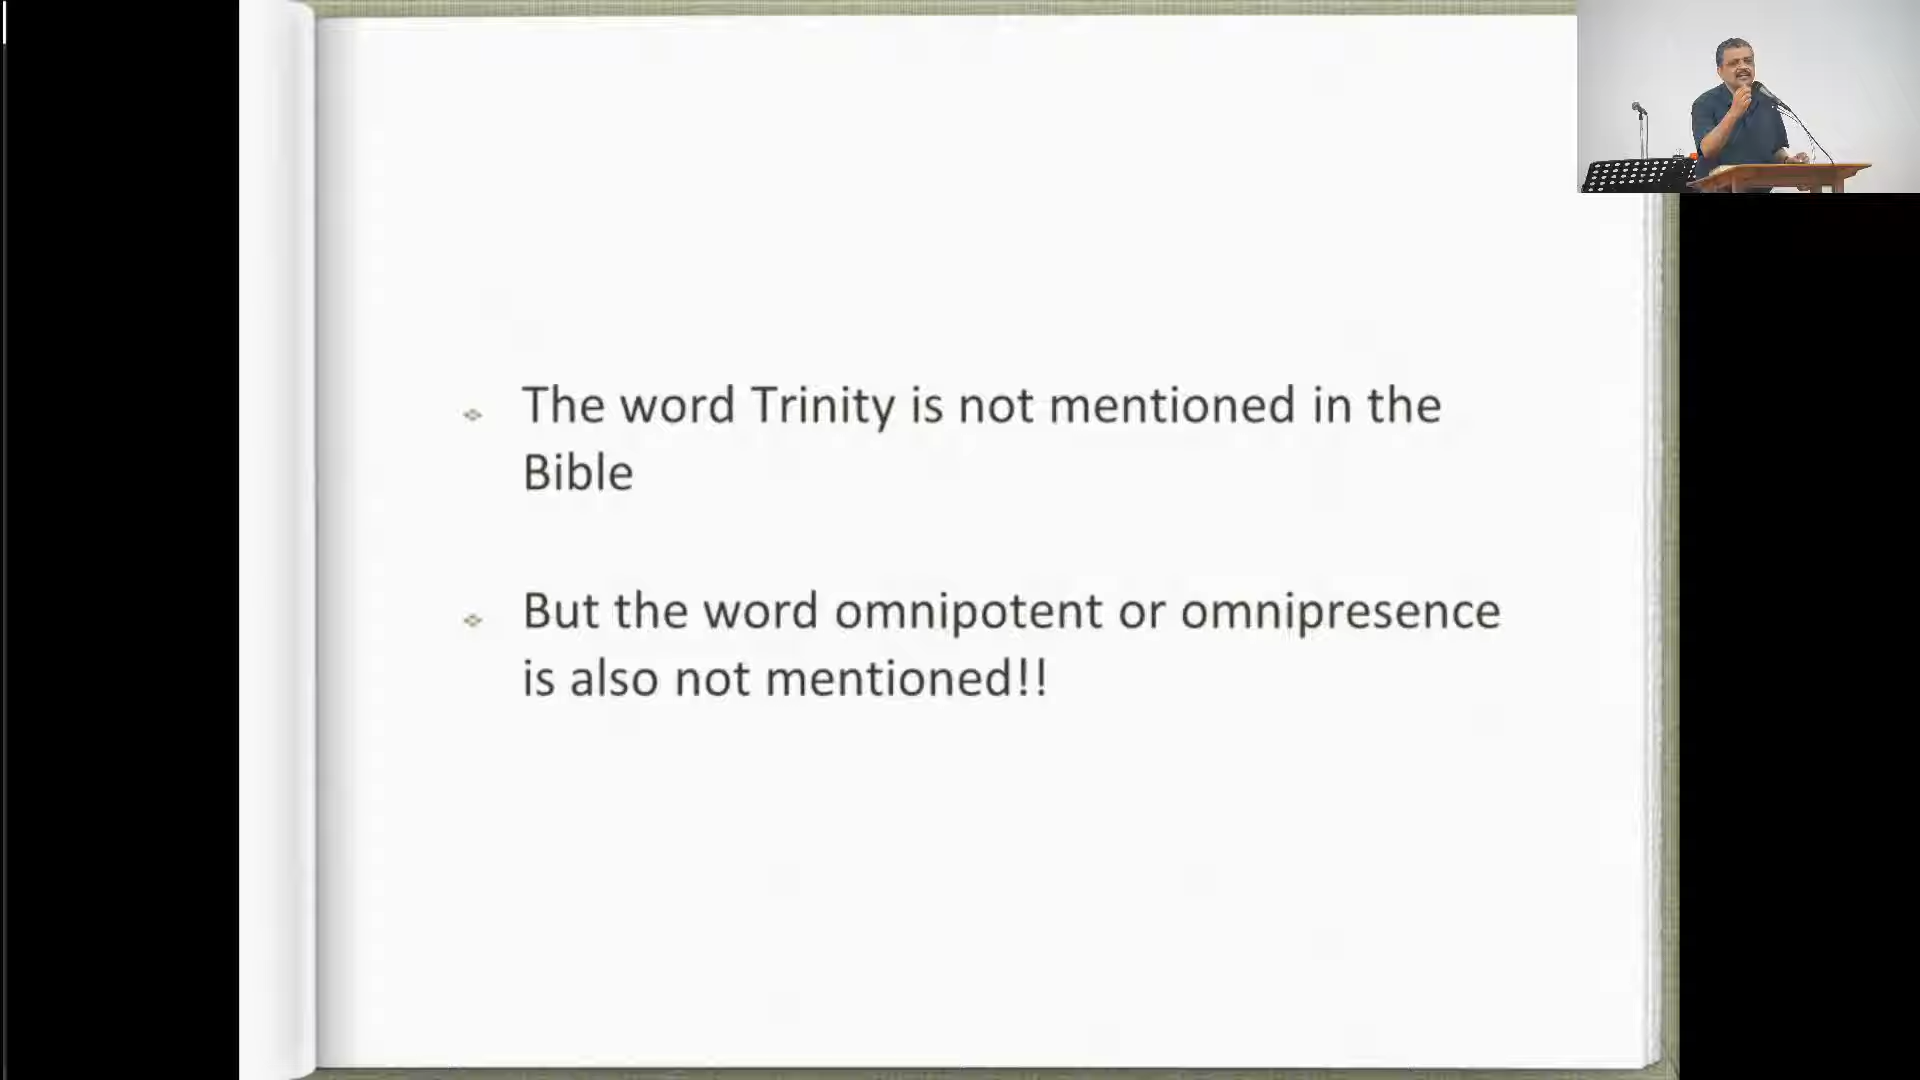 The word Trinity is not mentioned in the
Bible
But the word omnipotent or omnipresence
is also not mentioned!!